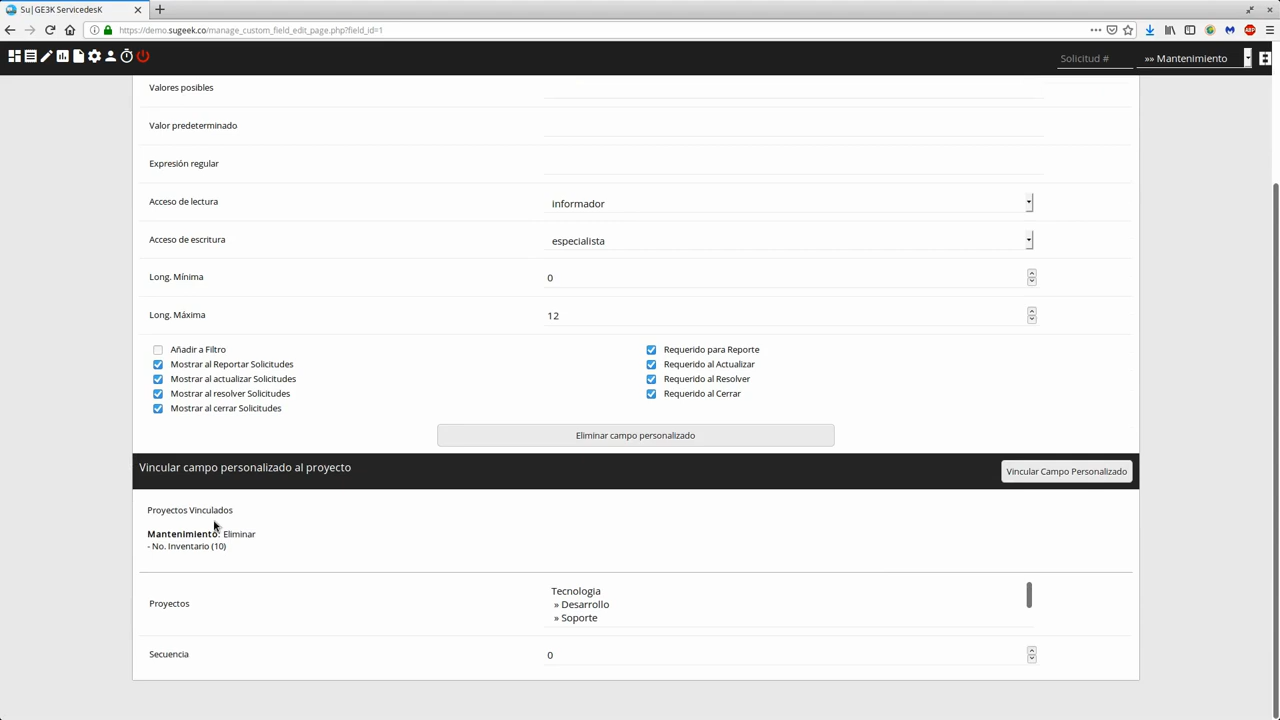 Su|GE3K ServicedesK
https://demo.sugeek.co/manage_custom_field_edit_page.php?field_id=1
Solicitud #
»» Mantenimiento
Valores posibles
Valor predeterminado
Expresión regular
Acceso de lectura
informador
Acceso de escritura
especialista
Long. Mínima
0
Long. Máxima
12
Añadir a Filtro
Requerido para Reporte
Mostrar al Reportar Solicitudes
Requerido al Actualizar
Mostrar al actualizar Solicitudes
Requerido al Resolver
Mostrar al resolver Solicitudes
Requerido al Cerrar
Mostrar al cerrar Solicitudes
Eliminar campo personalizado
Vincular campo personalizado al proyecto
Vincular Campo Personalizado
Proyectos Vinculados
Mantenimiento: Eliminar
- No. Inventario (10)
Proyectos
Tecnologia
» Desarrollo
» Soporte
Secuencia
0